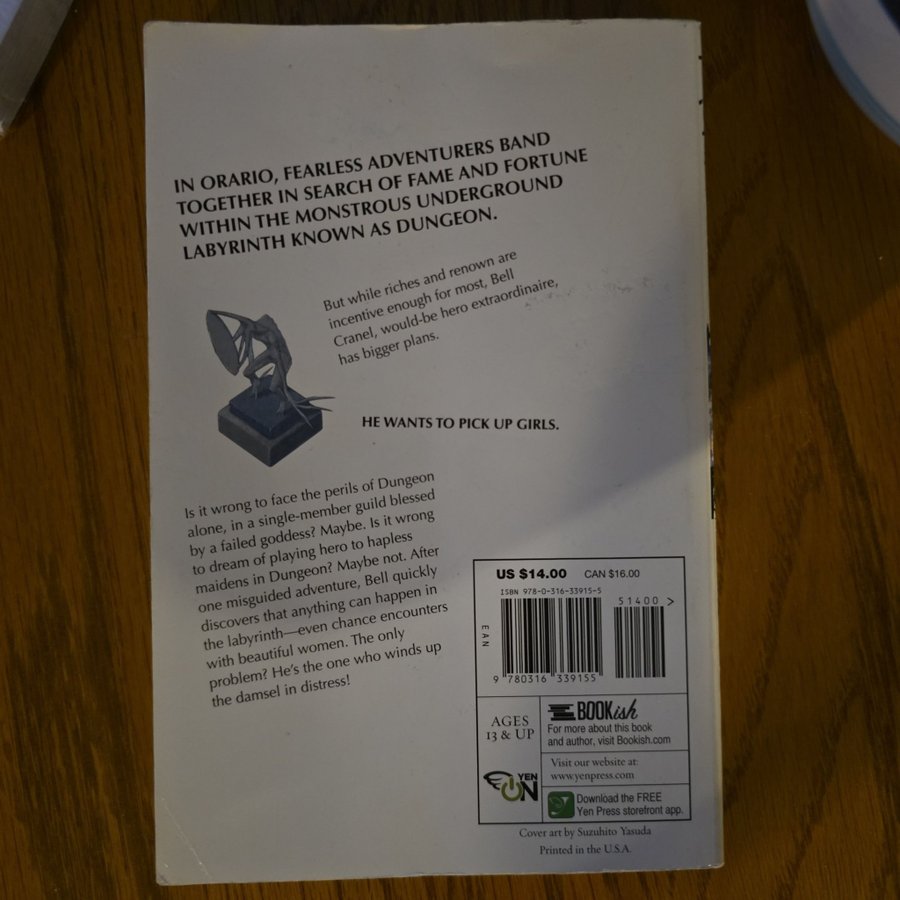 IN ORARIO, FEARLESS ADVENTURERS BAND
TOGETHER IN SEARCH OF FAME AND FORTUNE
WITHIN THE MONSTROUS UNDERGROUND
LABYRINTH KNOWN AS DUNGEON.
But while riches and renown are
incentive enough for most, Bell
Cranel, would-be hero extraordinaire,
has bigger plans.
HE WANTS TO PICK UP GIRLS.
Is it wrong to face the perils of Dungeon
alone, in a single-member guild blessed
by a failed goddess? Maybe. Is it wrong
to dream of playing hero to hapless
maidens in Dungeon? Maybe not. After
one misguided adventure, Bell quickly
discovers that anything can happen in
the labyrinth—even chance encounters
with beautiful women. The only
problem? He's the one who winds up
the damsel in distress!
US $14.00 CAN $16.00
ISBN 978-0-316-33915-5
51400 >
EAN
9 780316 339155
AGES
13 & UP
BOOKish
For more about this book
and author, visit Bookish.com
YEN
ON
Visit our website at:
www.yenpress.com
Download the FREE
Yen Press storefront app.
Cover art by Suzuhito Yasuda
Printed in the U.S.A.